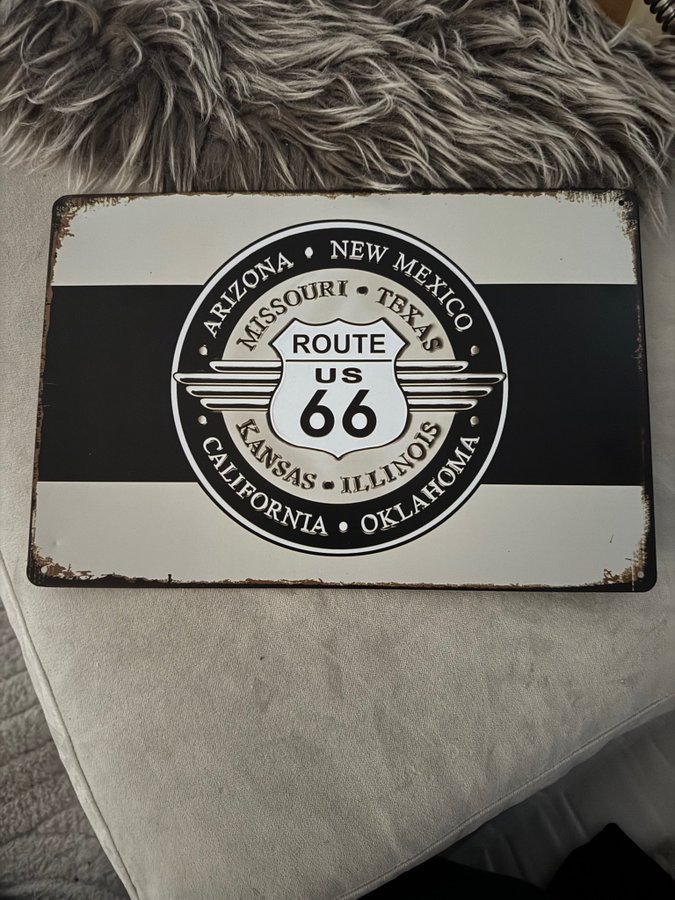 ARIZONA • NEW MEXICO
MISSOURI • TEXAS
ROUTE
US
66
KANSAS • ILLINOIS
CALIFORNIA • OKLAHOMA